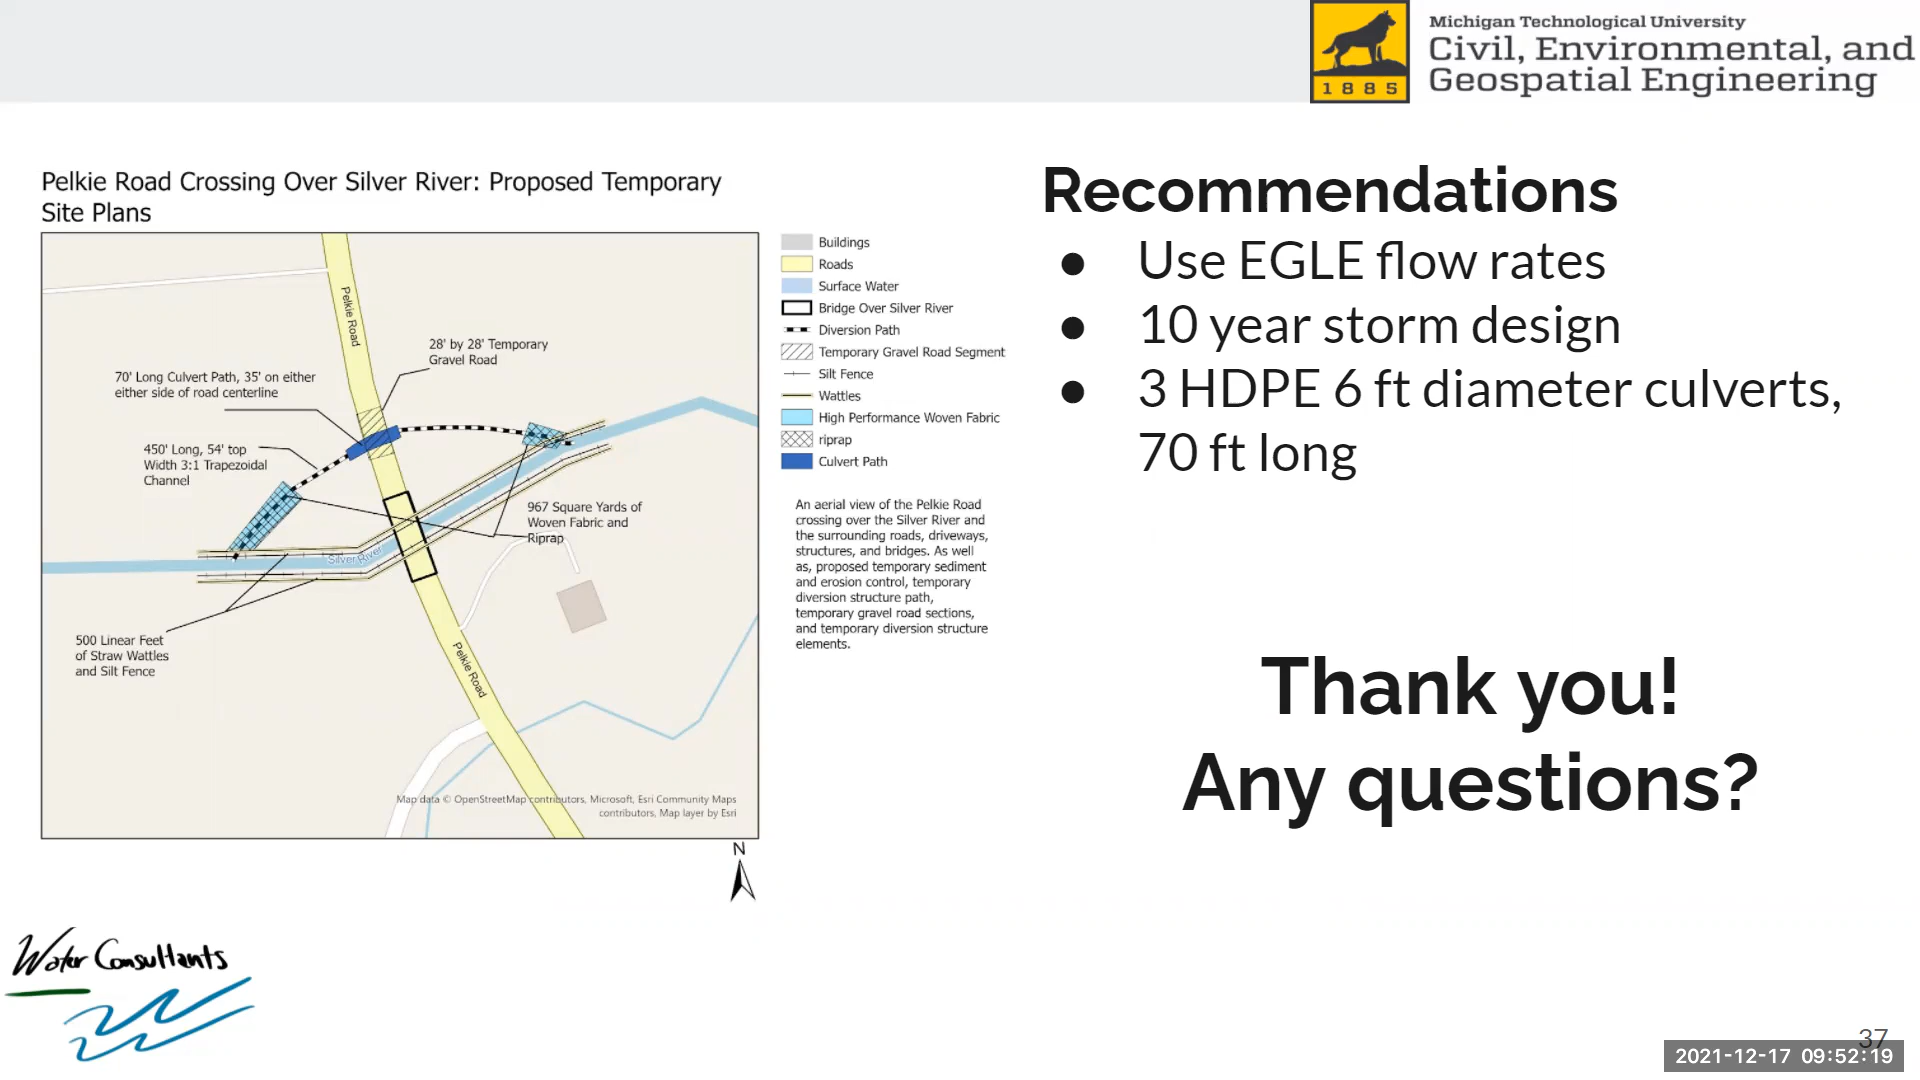 Michigan Technological University
Civil, Environmental, and
Geospatial Engineering
1885
Pelkie Road Crossing Over Silver River: Proposed Temporary
Site Plans
Pelkie Road
28' by 28' Temporary
Gravel Road
70' Long Culvert Path, 35' on either
either side of road centerline
450' Long, 54' top
Width 3:1 Trapezoidal
Channel
967 Square Yards of
Woven Fabric and
Riprap
Silver River
500 Linear Feet
of Straw Wattles
and Silt Fence
Pelkie Road
Map data © OpenStreetMap contributors, Microsoft, Esri Community Maps
contributors, Map layer by Esri
N
Buildings
Roads
Surface Water
Bridge Over Silver River
Diversion Path
Temporary Gravel Road Segment
Silt Fence
Wattles
High Performance Woven Fabric
riprap
Culvert Path
An aerial view of the Pelkie Road
crossing over the Silver River and
the surrounding roads, driveways,
structures, and bridges. As well
as, proposed temporary sediment
and erosion control, temporary
diversion structure path,
temporary gravel road sections,
and temporary diversion structure
elements.
Recommendations
● Use EGLE flow rates
● 10 year storm design
● 3 HDPE 6 ft diameter culverts,
70 ft long
Thank you!
Any questions?
Water Consultants
37
2021-12-17 09:52:19